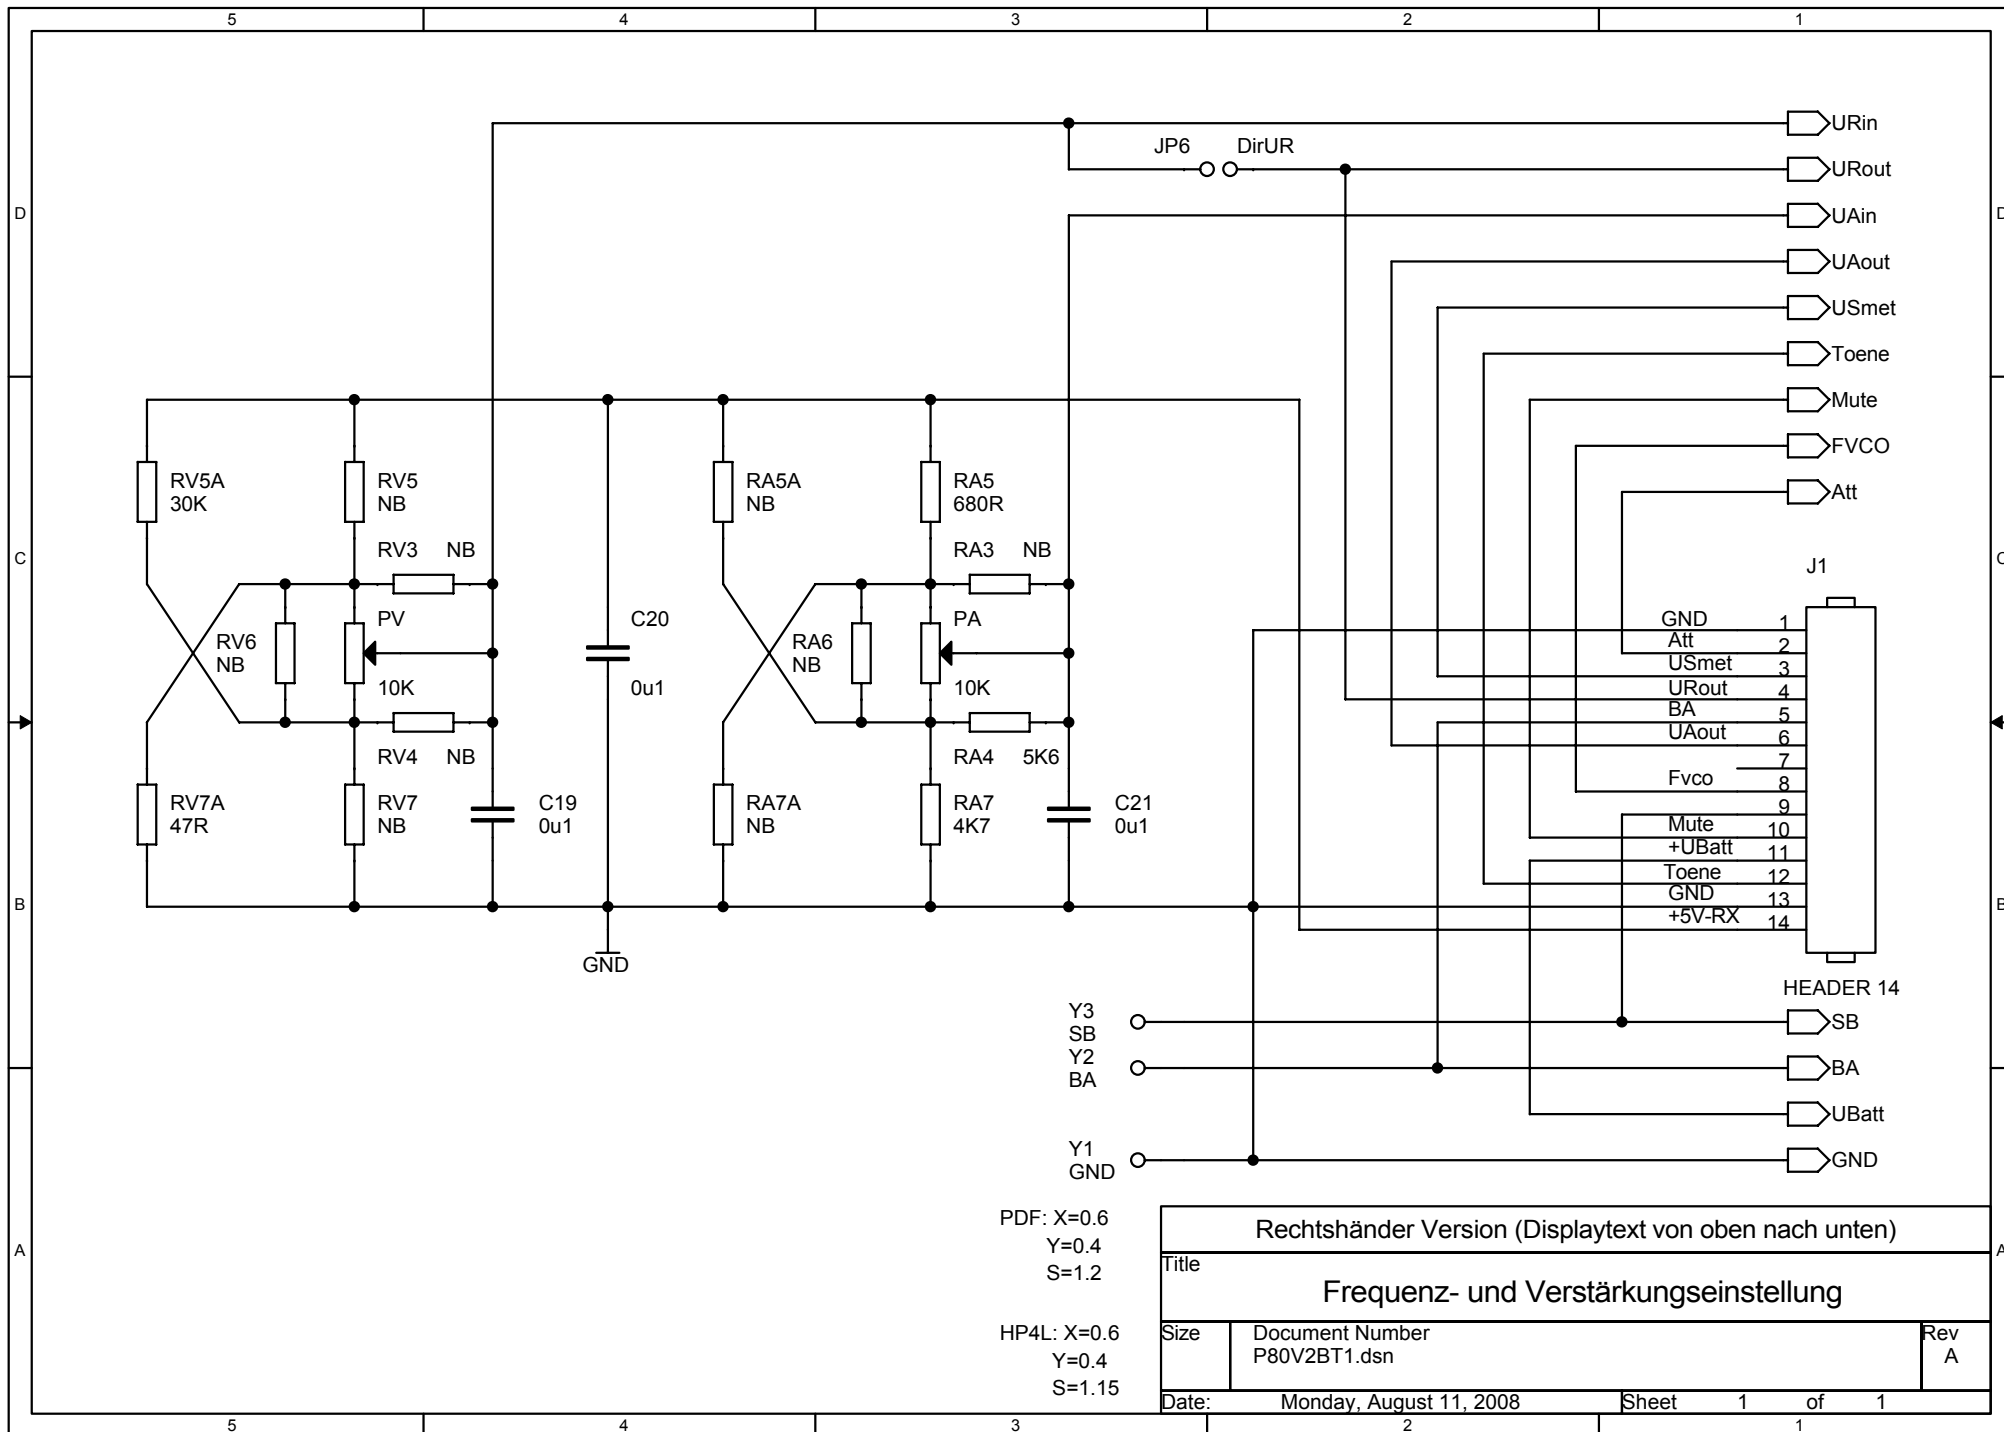 5 4 3 2 1
URin
JP6 DirUR
URout
D D
UAin
UAout
USmet
Toene
Mute
FVCO
Att
RV5A
30K
RV5
NB
RA5A
NB
RA5
680R
RV3 NB
RA3 NB
C C
J1
PV
10K
RV6
NB
C20
0u1
PA
10K
RA6
NB
RV4 NB
RA4 5K6
RV7A
47R
RV7
NB
C19
0u1
RA7A
NB
RA7
4K7
C21
0u1
GND 1
Att 2
USmet 3
URout 4
BA 5
UAout 6
7
Fvco 8
9
Mute 10
+UBatt 11
Toene 12
GND 13
+5V-RX 14
B B
GND
HEADER 14
Y3
SB
SB
Y2
BA
BA
UBatt
Y1
GND
GND
PDF: X=0.6
Y=0.4
S=1.2
HP4L: X=0.6
Y=0.4
S=1.15
A A
Rechtshänder Version (Displaytext von oben nach unten)
Title
Frequenz- und Verstärkungseinstellung
Size
Document Number
P80V2BT1.dsn
Rev
A
Date: Monday, August 11, 2008 Sheet 1 of 1
5 4 3 2 1